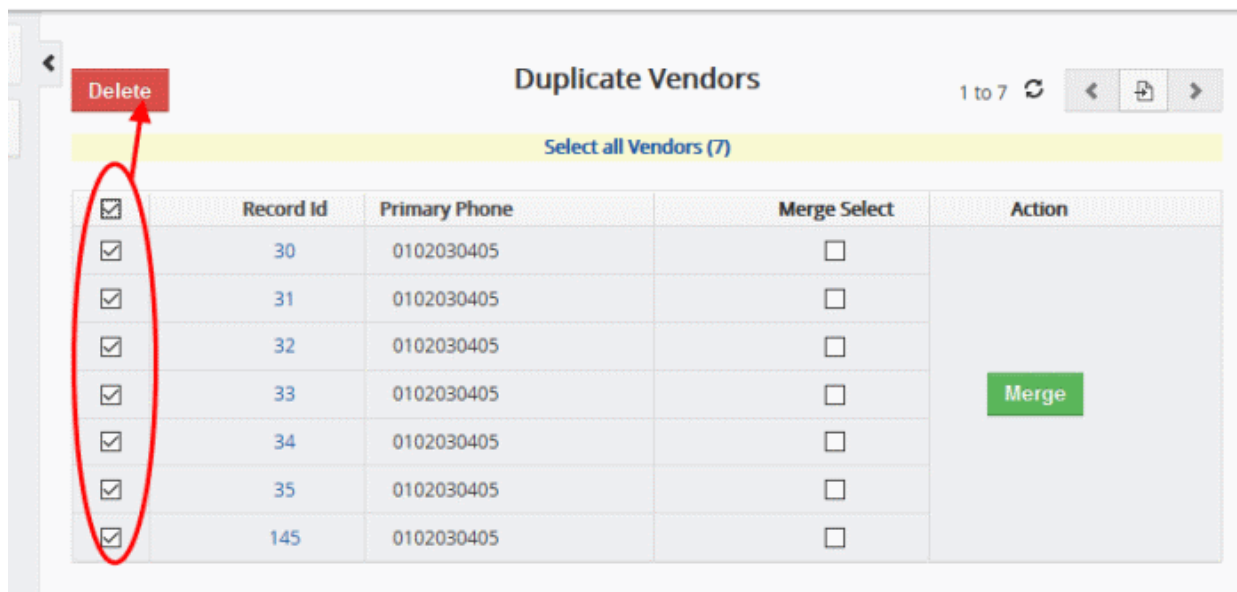 Delete
Duplicate Vendors
1 to 7
Select all Vendors (7)
Record Id Primary Phone Merge Select Action
30 0102030405
31 0102030405
32 0102030405
33 0102030405 Merge
34 0102030405
35 0102030405
145 0102030405